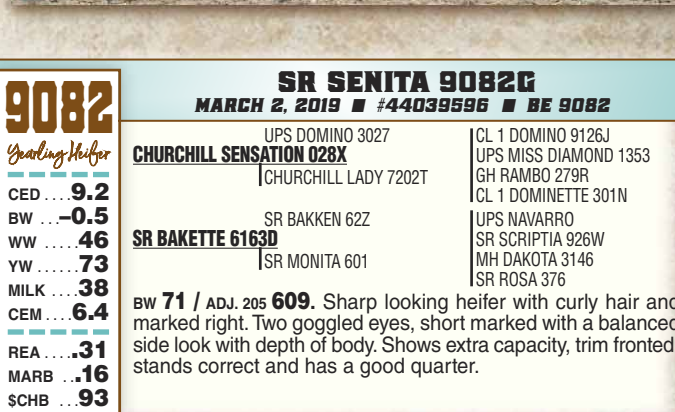 9082
Yearling Heifer
CED ....9.2
BW ...–0.5
WW .....46
YW ......73
MILK ....38
CEM ....6.4
REA .....31
MARB ...16
$CHB ...93
SR SENITA 9082G
MARCH 2, 2019 ■ #44039596 ■ BE 9082
UPS DOMINO 3027
CHURCHILL SENSATION 028X
CHURCHILL LADY 7202T
SR BAKKEN 62Z
SR BAKETTE 6163D
SR MONITA 601
CL 1 DOMINO 9126J
UPS MISS DIAMOND 1353
GH RAMBO 279R
CL 1 DOMINETTE 301N
UPS NAVARRO
SR SCRIPTIA 926W
MH DAKOTA 3146
SR ROSA 376
BW 71 / ADJ. 205 609. Sharp looking heifer with curly hair and
marked right. Two goggled eyes, short marked with a balanced
side look with depth of body. Shows extra capacity, trim fronted,
stands correct and has a good quarter.